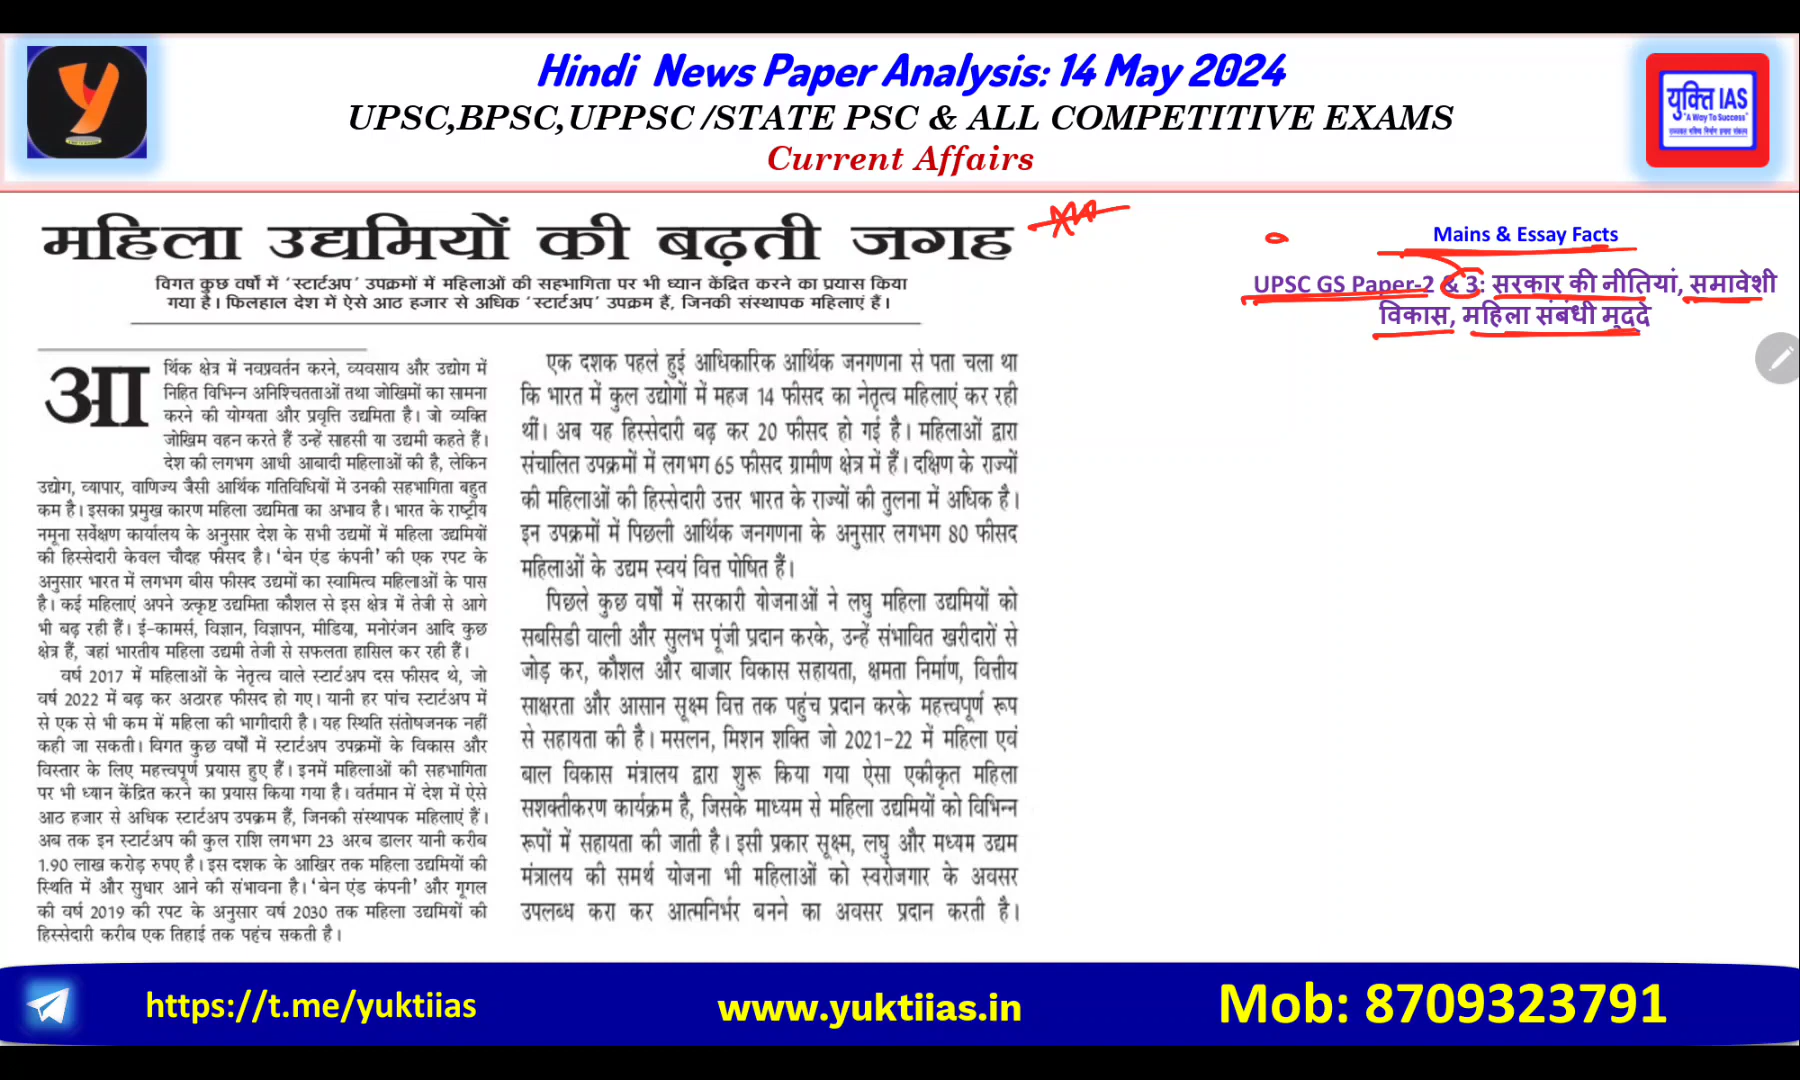 Hindi News Paper Analysis: 14 May 2024
UPSC,BPSC,UPPSC /STATE PSC & ALL COMPETITIVE EXAMS
Current Affairs
युक्ति IAS
"A Way To Success"
महिला उद्यमियों की बढ़ती जगह
विगत कुछ वर्षों में 'स्टार्टअप' उपक्रमों में महिलाओं की सहभागिता पर भी ध्यान केंद्रित करने का प्रयास किया
गया है। फिलहाल देश में ऐसे आठ हजार से अधिक 'स्टार्टअप' उपक्रम हैं, जिनकी संस्थापक महिलाएं हैं।
Mains & Essay Facts
UPSC GS Paper-2 & 3: सरकार की नीतियां, समावेशी
विकास, महिला संबंधी मुददे
आर्थिक क्षेत्र में नवप्रवर्तन करने, व्यवसाय और उद्योग में
निहित विभिन्न अनिश्चितताओं तथा जोखिमों का सामना
करने की योग्यता और प्रवृत्ति उद्यमिता है। जो व्यक्ति
जोखिम वहन करते हैं उन्हें साहसी या उद्यमी कहते हैं।
देश की लगभग आधी आबादी महिलाओं की है, लेकिन
उद्योग, व्यापार, वाणिज्य जैसी आर्थिक गतिविधियों में उनकी सहभागिता बहुत
कम है। इसका प्रमुख कारण महिला उद्यमिता का अभाव है। भारत के राष्ट्रीय
नमूना सर्वेक्षण कार्यालय के अनुसार देश के सभी उद्यमों में महिला उद्यमियों
की हिस्सेदारी केवल चौदह फीसद है। 'बेन एंड कंपनी' की एक रपट के
अनुसार भारत में लगभग बीस फीसद उद्यमों का स्वामित्व महिलाओं के पास
है। कई महिलाएं अपने उत्कृष्ट उद्यमिता कौशल से इस क्षेत्र में तेजी से आगे
भी बढ़ रही हैं। ई-कामर्स, विज्ञान, विज्ञापन, मीडिया, मनोरंजन आदि कुछ
क्षेत्र हैं, जहां भारतीय महिला उद्यमी तेजी से सफलता हासिल कर रही हैं।
वर्ष 2017 में महिलाओं के नेतृत्व वाले स्टार्टअप दस फीसद थे, जो
वर्ष 2022 में बढ़ कर अठारह फीसद हो गए। यानी हर पांच स्टार्टअप में
से एक से भी कम में महिला की भागीदारी है। यह स्थिति संतोषजनक नहीं
कही जा सकती। विगत कुछ वर्षों में स्टार्टअप उपक्रमों के विकास और
विस्तार के लिए महत्त्वपूर्ण प्रयास हुए हैं। इनमें महिलाओं की सहभागिता
पर भी ध्यान केंद्रित करने का प्रयास किया गया है। वर्तमान में देश में ऐसे
आठ हजार से अधिक स्टार्टअप उपक्रम हैं, जिनकी संस्थापक महिलाएं हैं।
अब तक इन स्टार्टअप की कुल राशि लगभग 23 अरब डालर यानी करीब
1.90 लाख करोड़ रुपए है। इस दशक के आखिर तक महिला उद्यमियों की
स्थिति में और सुधार आने की संभावना है। 'बेन एंड कंपनी' और गूगल
की वर्ष 2019 की रपट के अनुसार वर्ष 2030 तक महिला उद्यमियों की
हिस्सेदारी करीब एक तिहाई तक पहुंच सकती है।
एक दशक पहले हुई आधिकारिक आर्थिक जनगणना से पता चला था
कि भारत में कुल उद्योगों में महज 14 फीसद का नेतृत्व महिलाएं कर रही
थीं। अब यह हिस्सेदारी बढ़ कर 20 फीसद हो गई है। महिलाओं द्वारा
संचालित उपक्रमों में लगभग 65 फीसद ग्रामीण क्षेत्र में हैं। दक्षिण के राज्यों
की महिलाओं की हिस्सेदारी उत्तर भारत के राज्यों की तुलना में अधिक है।
इन उपक्रमों में पिछली आर्थिक जनगणना के अनुसार लगभग 80 फीसद
महिलाओं के उद्यम स्वयं वित्त पोषित हैं।
पिछले कुछ वर्षों में सरकारी योजनाओं ने लघु महिला उद्यमियों को
सबसिडी वाली और सुलभ पूंजी प्रदान करके, उन्हें संभावित खरीदारों से
जोड़ कर, कौशल और बाजार विकास सहायता, क्षमता निर्माण, वित्तीय
साक्षरता और आसान सूक्ष्म वित्त तक पहुंच प्रदान करके महत्त्वपूर्ण रूप
से सहायता की है। मसलन, मिशन शक्ति जो 2021-22 में महिला एवं
बाल विकास मंत्रालय द्वारा शुरू किया गया ऐसा एकीकृत महिला
सशक्तीकरण कार्यक्रम है, जिसके माध्यम से महिला उद्यमियों को विभिन्न
रूपों में सहायता की जाती है। इसी प्रकार सूक्ष्म, लघु और मध्यम उद्यम
मंत्रालय की समर्थ योजना भी महिलाओं को स्वरोजगार के अवसर
उपलब्ध करा कर आत्मनिर्भर बनने का अवसर प्रदान करती है।
https://t.me/yuktiias
www.yuktiias.in
Mob: 8709323791